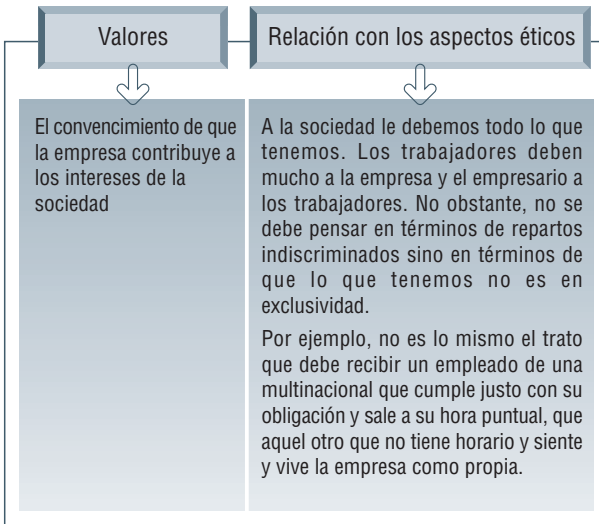 Valores
Relación con los aspectos éticos
El convencimiento de que
la empresa contribuye a
los intereses de la
sociedad
A la sociedad le debemos todo lo que
tenemos. Los trabajadores deben
mucho a la empresa y el empresario a
los trabajadores. No obstante, no se
debe pensar en términos de repartos
indiscriminados sino en términos de
que lo que tenemos no es en
exclusividad.
Por ejemplo, no es lo mismo el trato
que debe recibir un empleado de una
multinacional que cumple justo con su
obligación y sale a su hora puntual, que
aquel otro que no tiene horario y siente
y vive la empresa como propia.